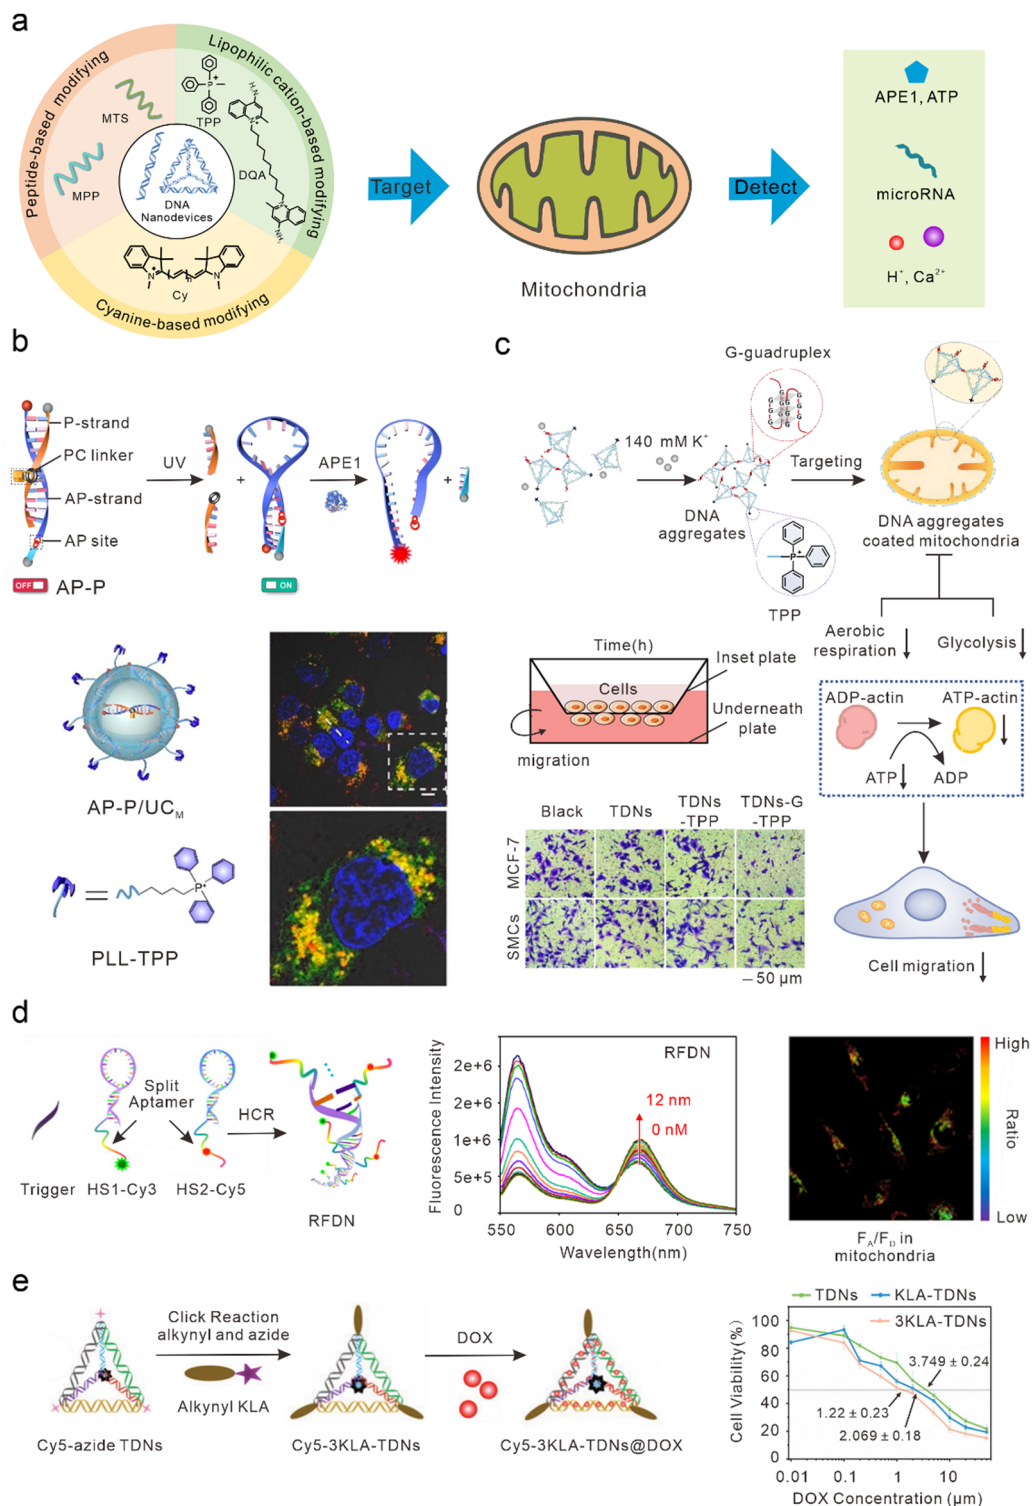 a
Peptide-based modifying
Lipophilic cation-based modifying
Cyanine-based modifying
MTS
MPP
TPP
DQA
Cy
DNA
Nanodevices
Target
Mitochondria
Detect
APE1, ATP
microRNA
H⁺, Ca²⁺
b
P-strand
PC linker
AP-strand
AP site
OFF
AP-P
UV
+
APE1
+
ON
AP-P/UC_M
=
PLL-TPP
c
G-guadruplex
140 mM K⁺
DNA
aggregates
Targeting
TPP
DNA aggregates
coated mitochondria
Aerobic
respiration
Glycolysis
ADP-actin
ATP-actin
ATP
ADP
Cell migration
Time(h)
Cells
Inset plate
Underneath
plate
migration
Black
TDNs
TDNs
-TPP
TDNs-G
-TPP
MCF-7
SMCs
50 μm
d
Trigger
HS1-Cy3
Split
Aptamer
HS2-Cy5
HCR
RFDN
Fluorescence Intensity
2e+6
2e+6
1e+6
5e+5
0
550
600
650
700
750
Wavelength(nm)
RFDN
12 nm
0 nM
High
Ratio
Low
F_A/F_D in
mitochondria
e
Cy5-azide TDNs
Click Reaction
alkynyl and azide
Alkynyl KLA
Cy5-3KLA-TDNs
DOX
Cy5-3KLA-TDNs@DOX
TDNs
KLA-TDNs
3KLA-TDNs
Cell Viability(%)
100
80
60
40
20
0
3.749 ± 0.24
1.22 ± 0.23
2.069 ± 0.18
0.01
0.1
1
10
DOX Concentration (μm)